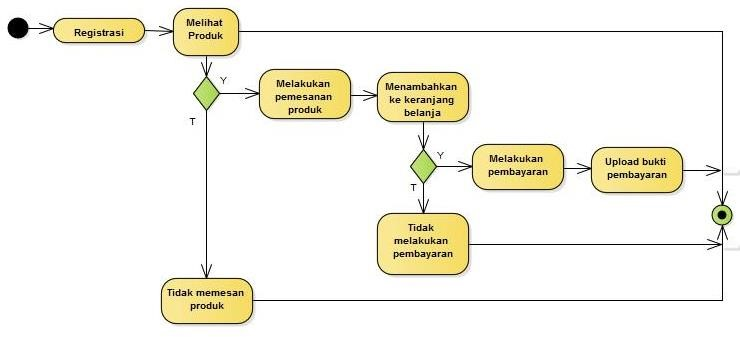 Registrasi
Melihat
Produk
Y
T
Melakukan
pemesanan
produk
Menambahkan
ke keranjang
belanja
Y
T
Melakukan
pembayaran
Upload bukti
pembayaran
Tidak
melakukan
pembayaran
Tidak memesan
produk